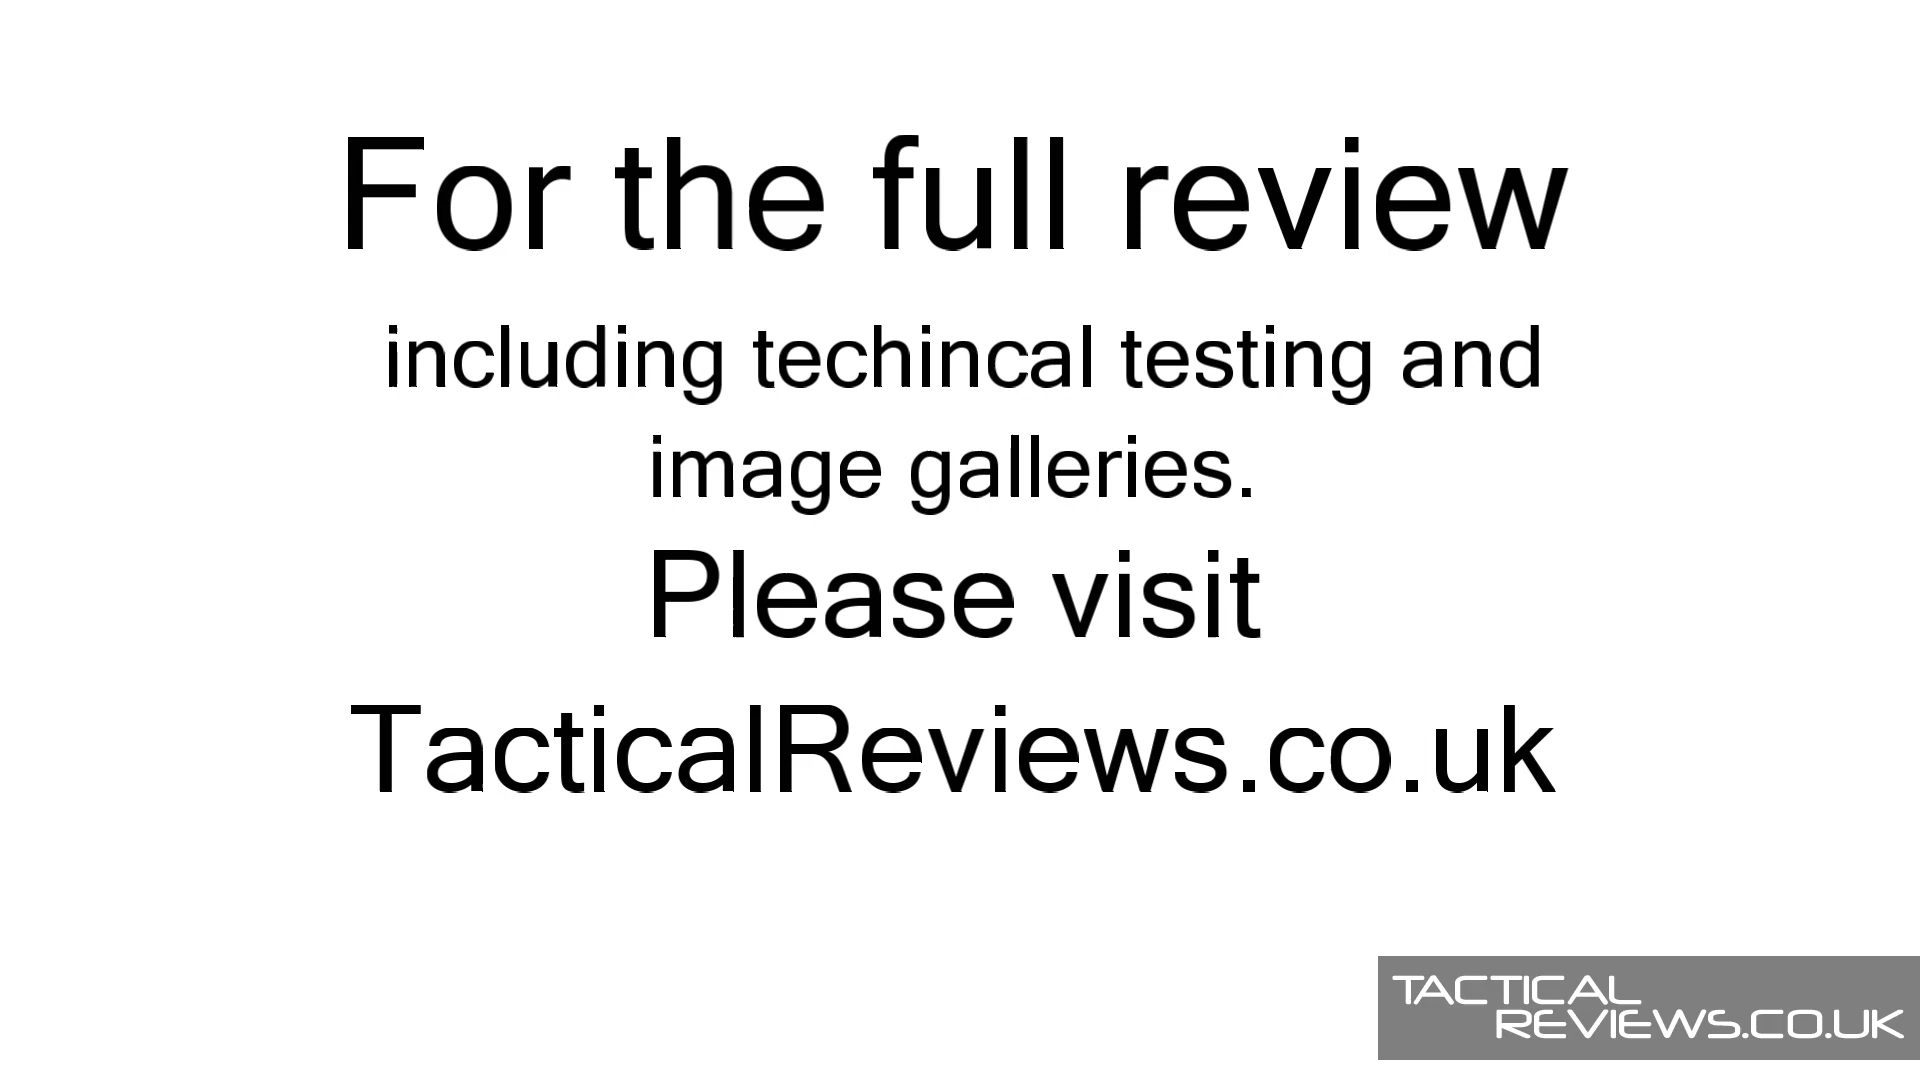 For the full review
including techincal testing and
image galleries.
Please visit
TacticalReviews.co.uk
TACTICAL
REVIEWS.CO.UK